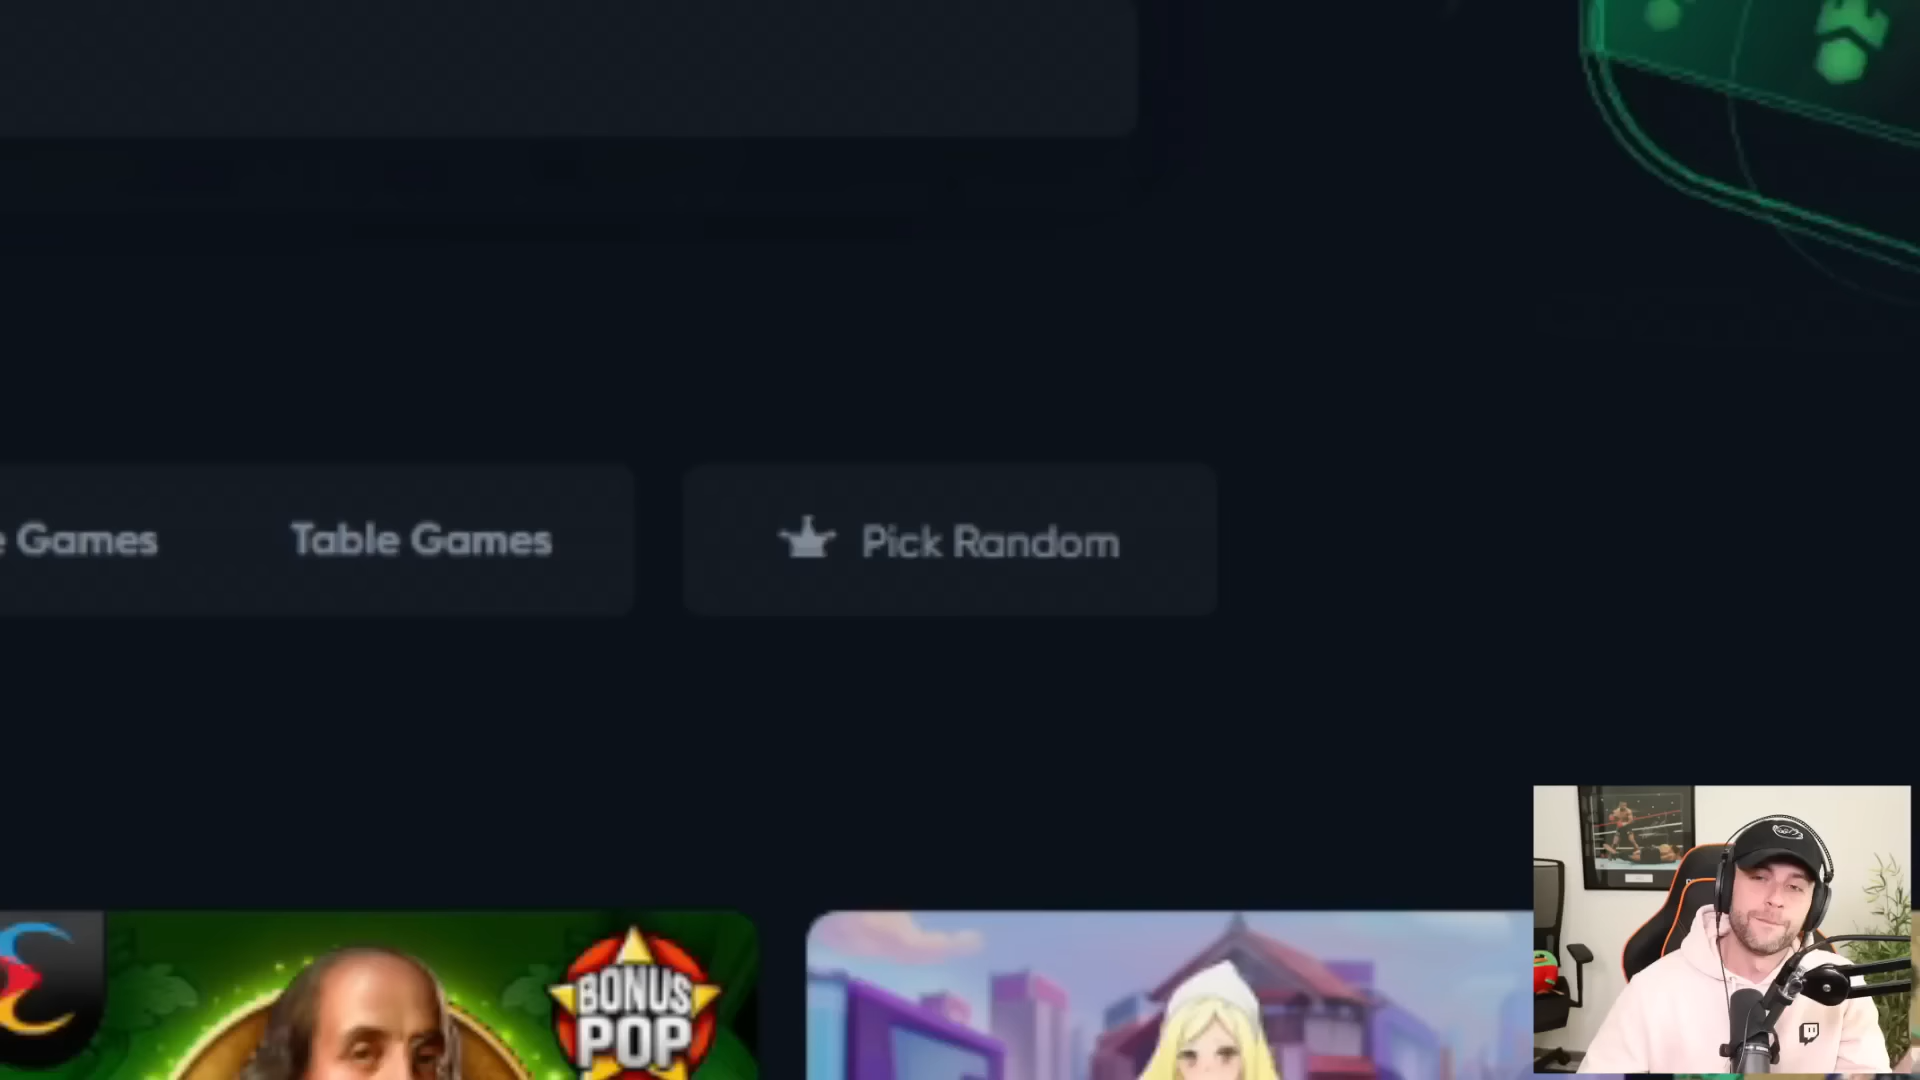 e Games
Table Games
Pick Random
BONUS
POP